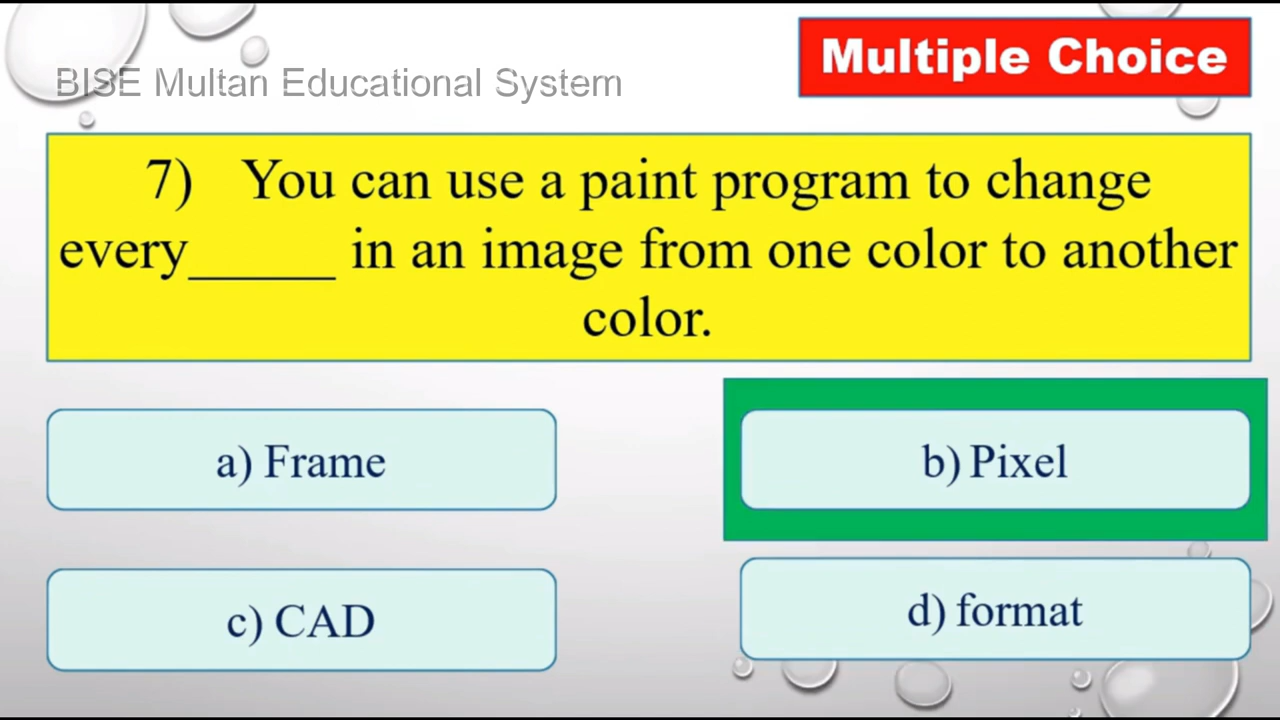 Multiple Choice
BISE Multan Educational System
7) You can use a paint program to change
every_____ in an image from one color to another
color.
a) Frame
b) Pixel
c) CAD
d) format